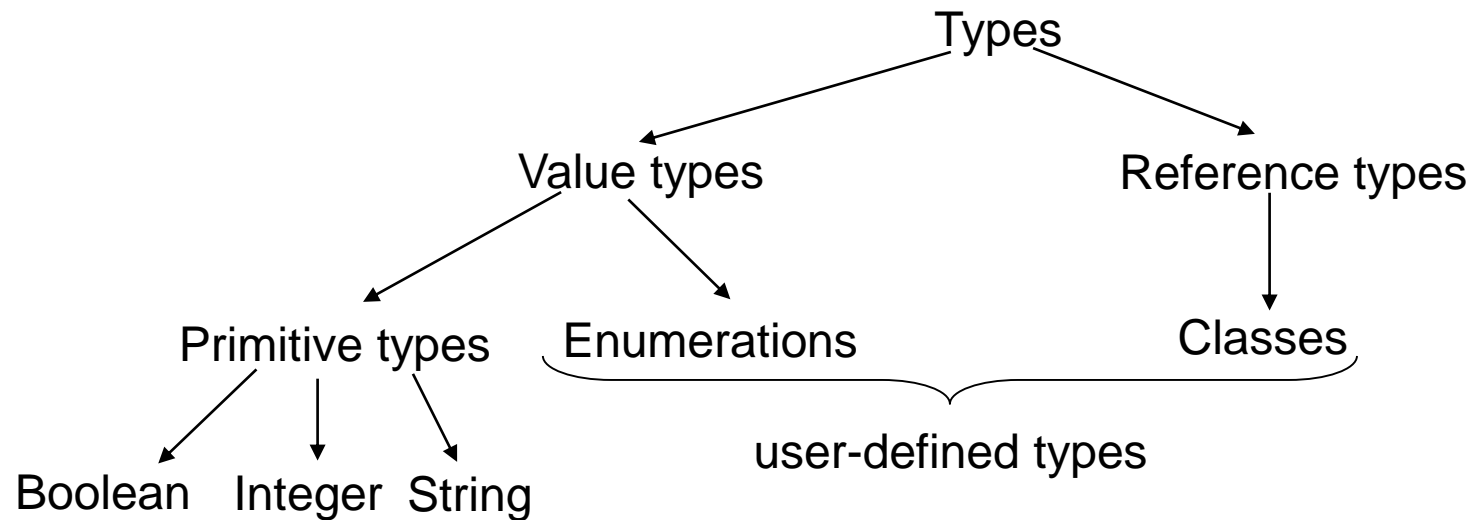 Types
Value types
Reference types
Primitive types
Enumerations
Classes
user-defined types
Boolean
Integer
String